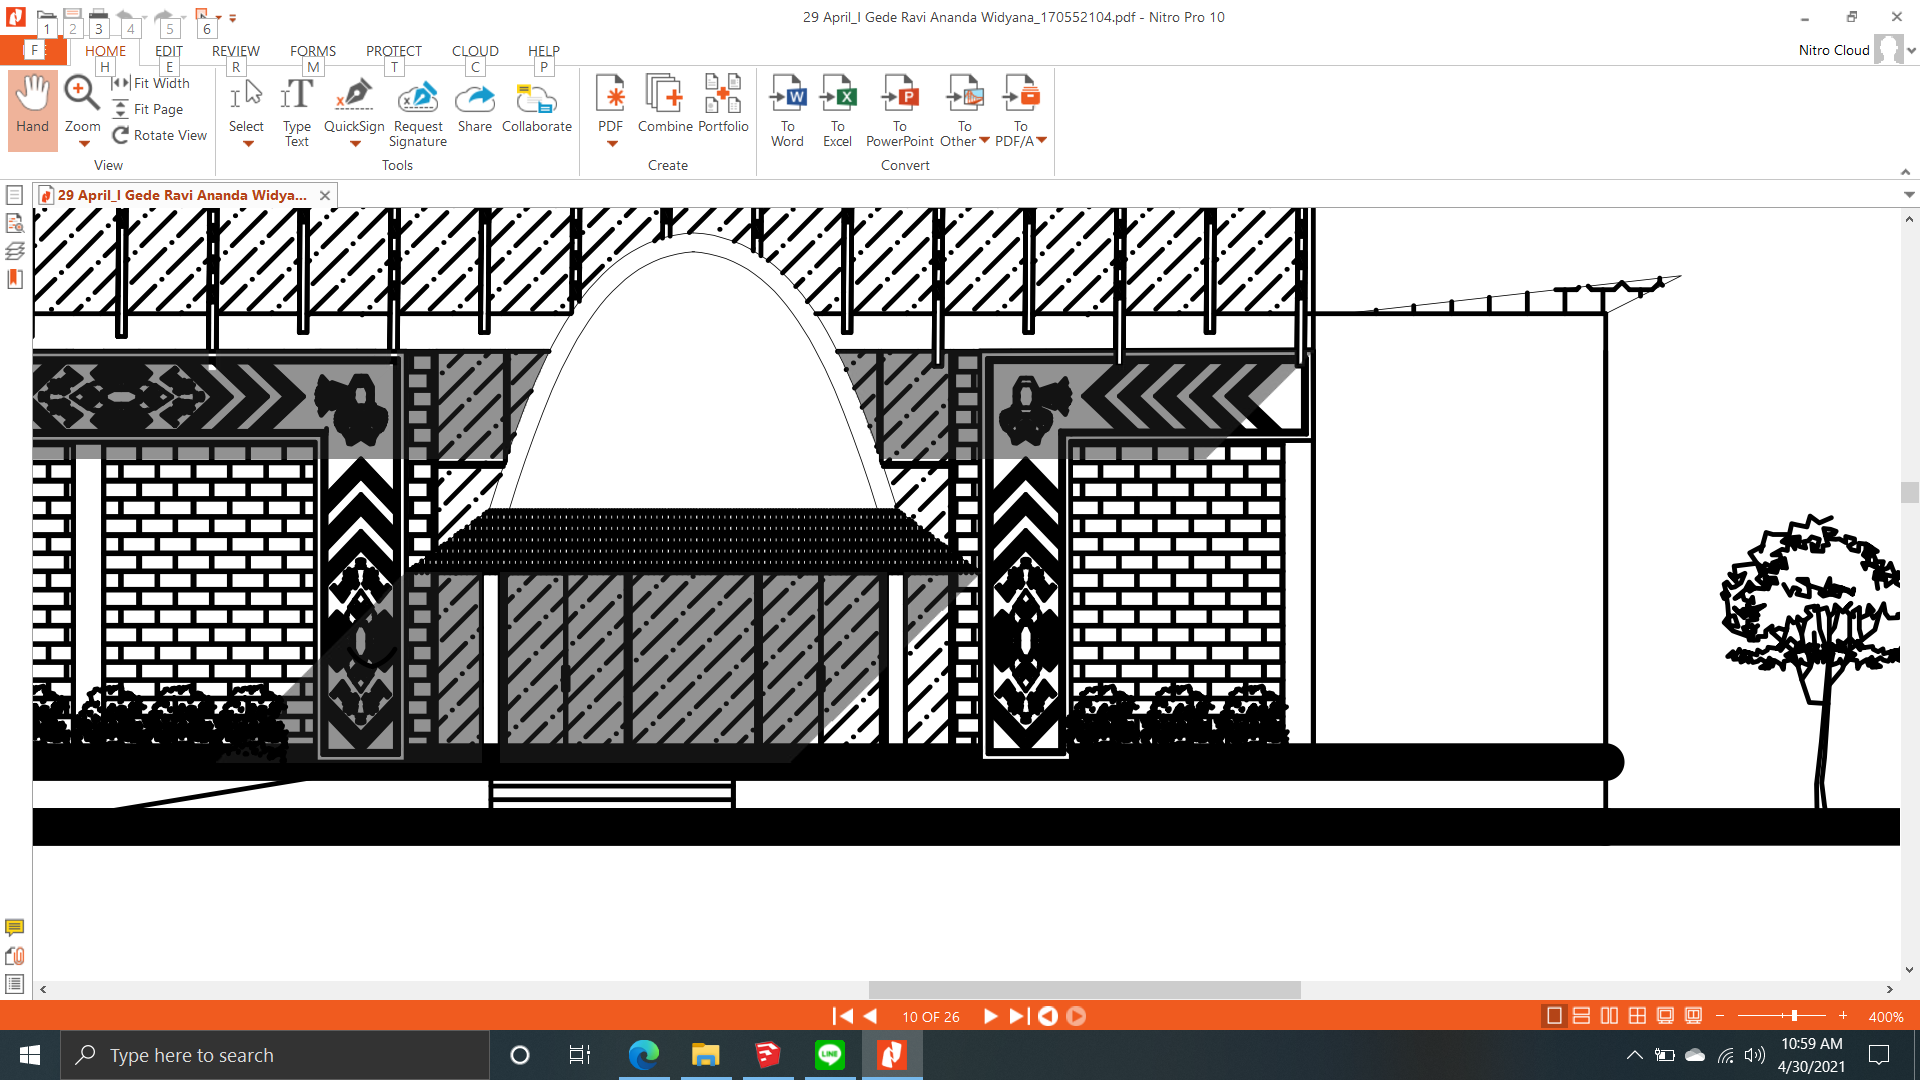 29 April_I Gede Ravi Ananda Widyana_170552104.pdf - Nitro Pro 10
1 2 3 4 5 6
F HOME EDIT REVIEW FORMS PROTECT CLOUD HELP
Nitro Cloud
H E R M T C P
Hand
Zoom
Fit Width
Fit Page
Rotate View
View
Select
Type Text
QuickSign
Request Signature
Share
Collaborate
Tools
PDF
Combine
Portfolio
Create
To Word
To Excel
To PowerPoint
To Other
To PDF/A
Convert
29 April_I Gede Ravi Ananda Widya...
10 OF 26
400%
Type here to search
LINE
10:59 AM
4/30/2021